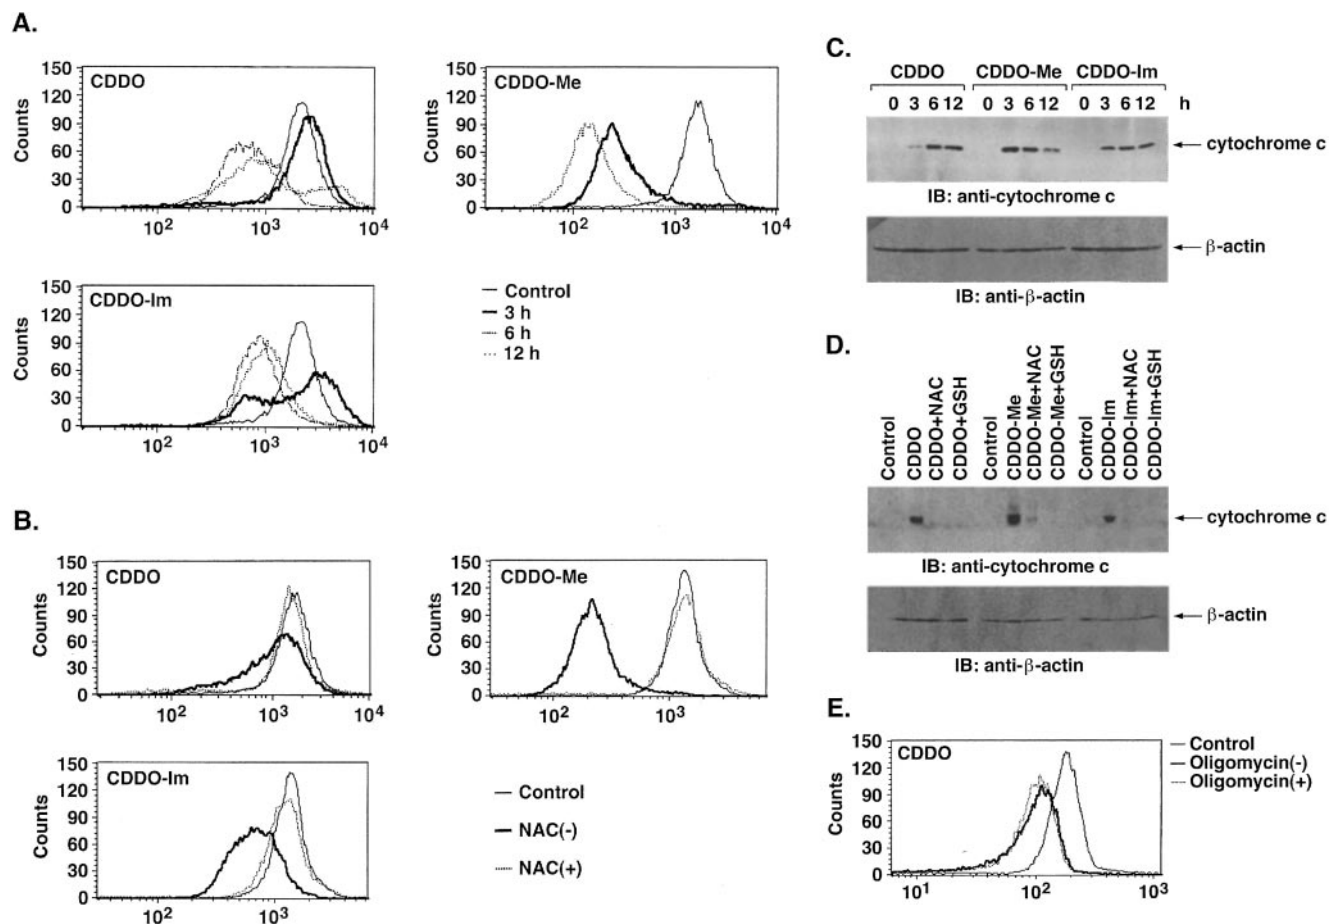 A.
CDDO
Counts
150
120
90
60
30
0
10² 10³ 10⁴
CDDO-Me
Counts
150
120
90
60
30
0
10² 10³ 10⁴
CDDO-Im
Counts
150
120
90
60
30
0
10² 10³ 10⁴
Control
3 h
6 h
12 h
B.
CDDO
Counts
150
120
90
60
30
0
10² 10³ 10⁴
CDDO-Me
Counts
150
120
90
60
30
0
10² 10³
CDDO-Im
Counts
150
120
90
60
30
0
10² 10³
Control
NAC(-)
NAC(+)
C.
CDDO CDDO-Me CDDO-Im
0 3 6 12 0 3 6 12 0 3 6 12 h
cytochrome c
IB: anti-cytochrome c
β-actin
IB: anti-β-actin
D.
Control
CDDO
CDDO+NAC
CDDO+GSH
Control
CDDO-Me
CDDO-Me+NAC
CDDO-Me+GSH
Control
CDDO-Im
CDDO-Im+NAC
CDDO-Im+GSH
cytochrome c
IB: anti-cytochrome c
β-actin
IB: anti-β-actin
E.
CDDO
Counts
150
120
90
60
30
0
10¹ 10² 10³
Control
Oligomycin(-)
Oligomycin(+)